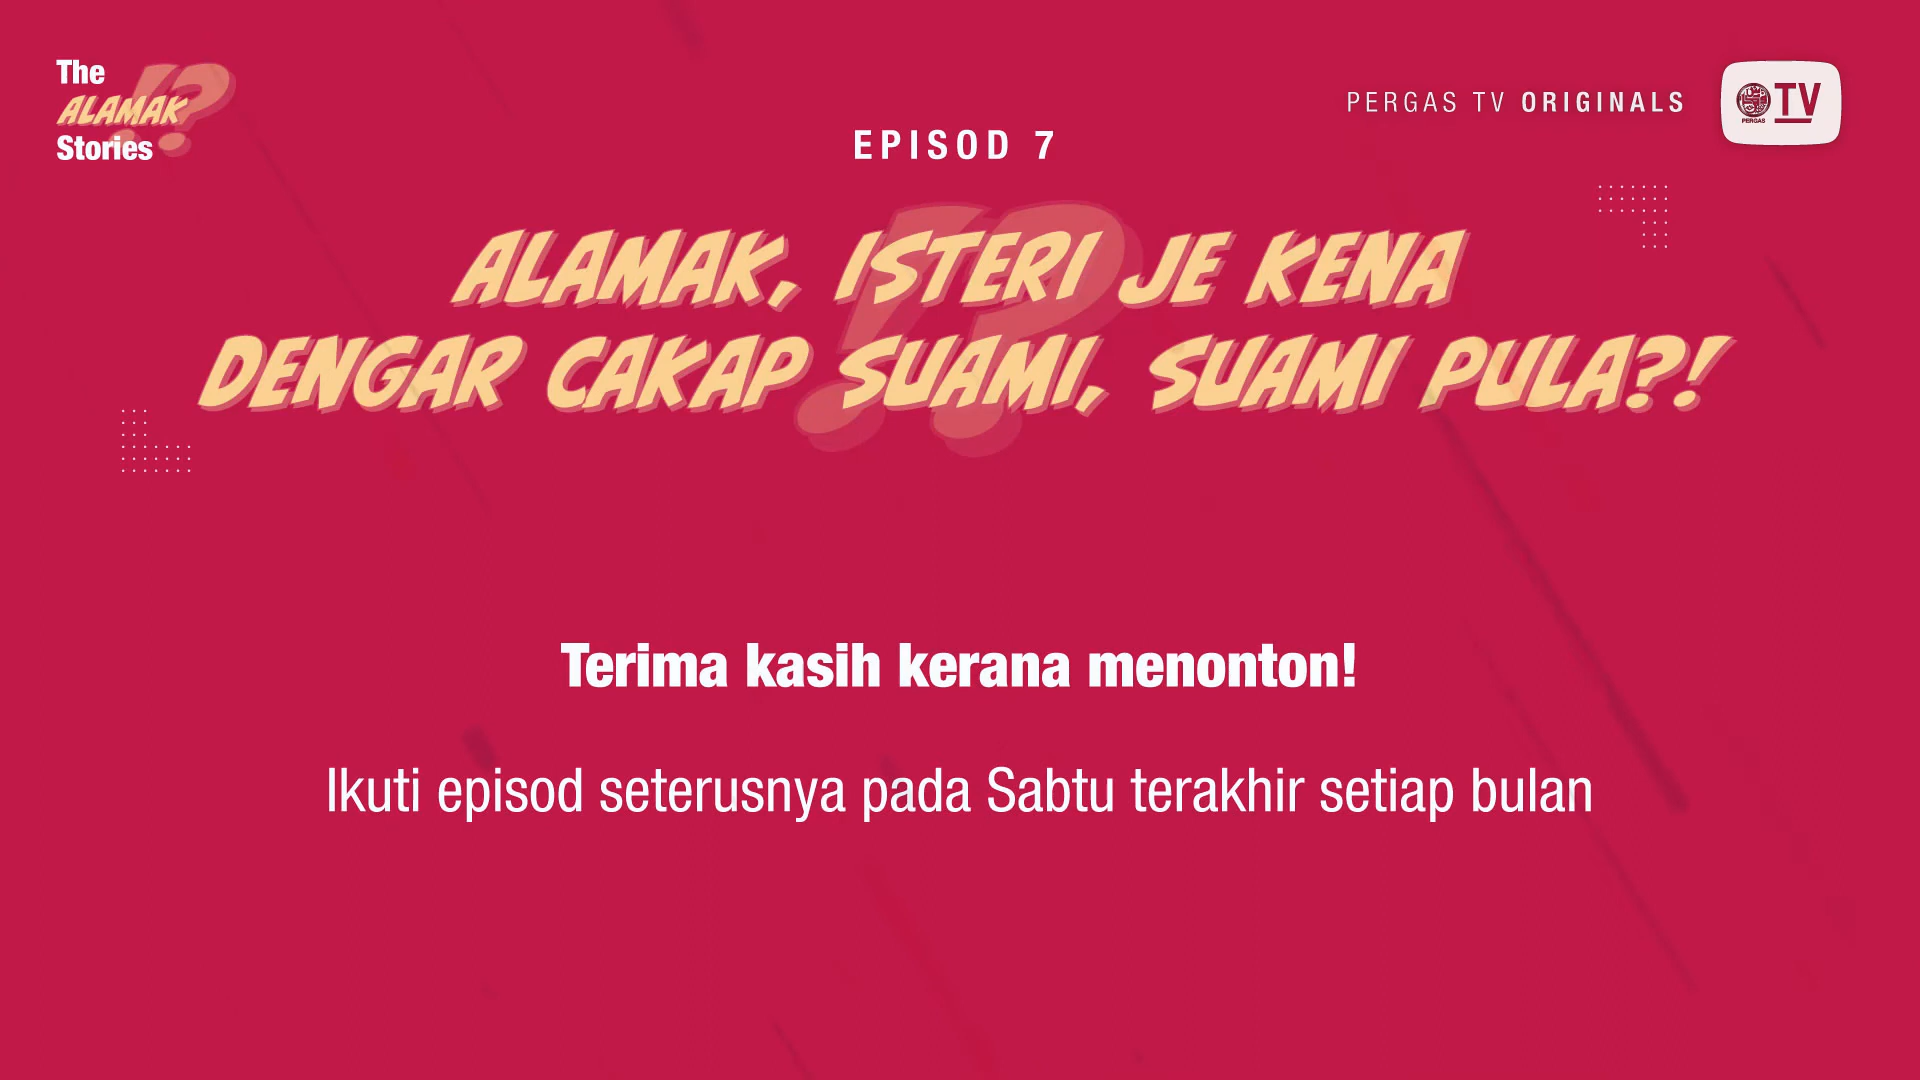 The
ALAMAK
Stories
!?
PERGAS TV ORIGINALS
PERGAS TV
EPISOD 7
ALAMAK, ISTERI JE KENA
DENGAR CAKAP SUAMI, SUAMI PULA?!
!?
Terima kasih kerana menonton!
Ikuti episod seterusnya pada Sabtu terakhir setiap bulan